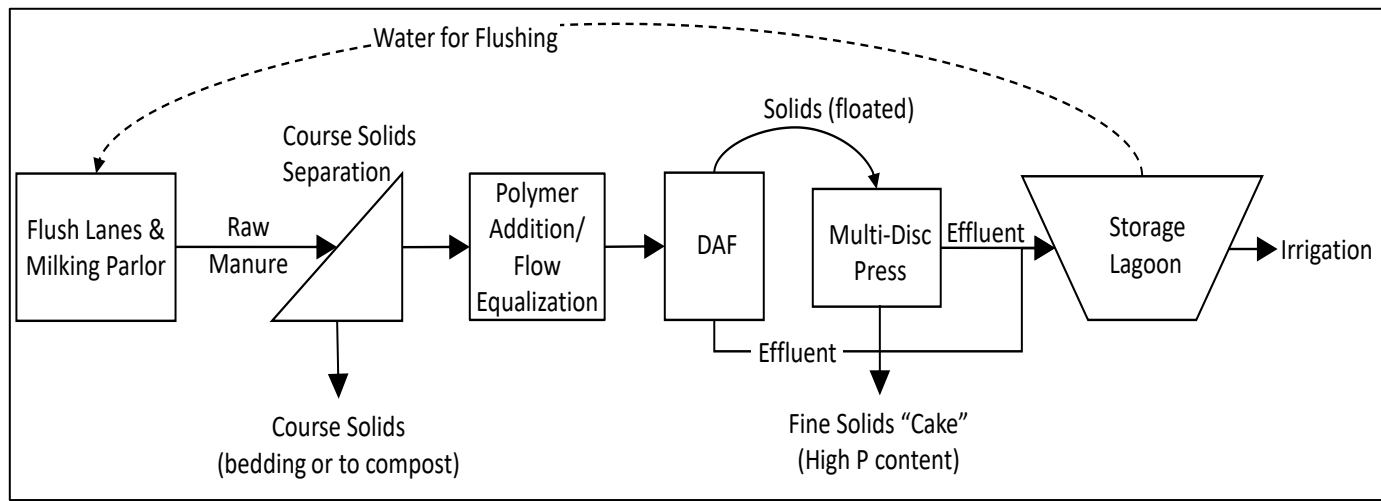 Water for Flushing
Solids (floated)
Course Solids
Separation
Flush Lanes &
Milking Parlor
Raw
Manure
Polymer
Addition/
Flow
Equalization
DAF
Multi-Disc
Press
Effluent
Storage
Lagoon
Irrigation
Effluent
Course Solids
(bedding or to compost)
Fine Solids “Cake”
(High P content)